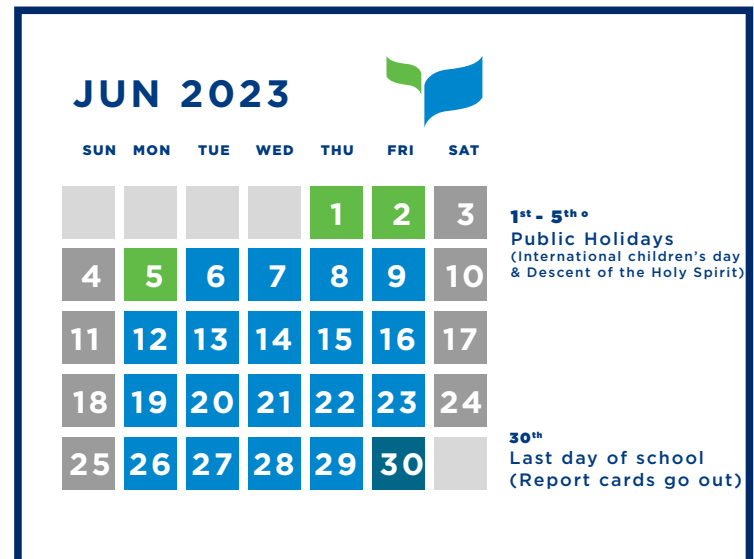 JUN 2023
SUN MON TUE WED THU FRI SAT
1 2 3
4 5 6 7 8 9 10
11 12 13 14 15 16 17
18 19 20 21 22 23 24
25 26 27 28 29 30
1st - 5th º
Public Holidays
(International children's day
& Descent of the Holy Spirit)
30th
Last day of school
(Report cards go out)